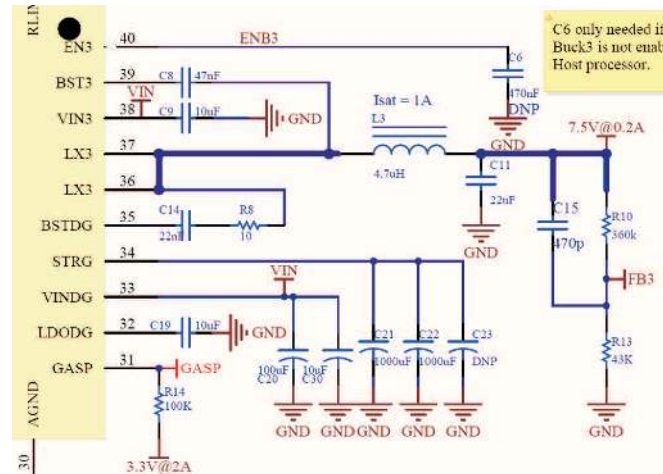 RLIN
EN3
40
ENB3
C6
470nF
DNP
GND
C6 only needed if
Buck3 is not enab
Host processor.
BST3
39
C8
47nF
VIN
VIN3
38
C9
10uF
GND
Isat = 1A
L3
4.7uH
7.5V@0.2A
LX3
37
LX3
36
C11
22uF
GND
C15
470p
R10
360k
FB3
BSTDG
35
C14
22nF
R8
10
STRG
34
VINDG
33
VIN
LDODG
32
C19
10uF
GND
100uF
C20
10uF
C30
C21
1000uF
C22
1000uF
C23
DNP
R13
43K
GASP
31
GASP
R14
100K
3.3V@2A
GND
GND
GND
GND
GND
GND
AGND
30